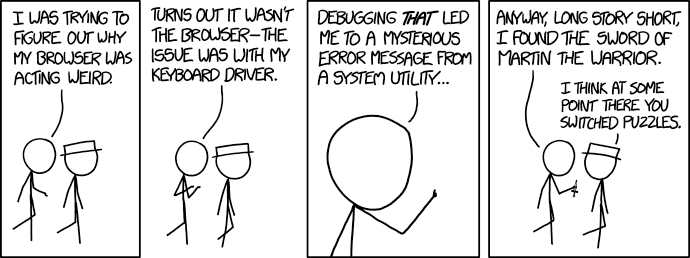 I WAS TRYING TO
FIGURE OUT WHY
MY BROWSER WAS
ACTING WEIRD.
TURNS OUT IT WASN'T
THE BROWSER—THE
ISSUE WAS WITH MY
KEYBOARD DRIVER.
DEBUGGING THAT LED
ME TO A MYSTERIOUS
ERROR MESSAGE FROM
A SYSTEM UTILITY...
ANYWAY, LONG STORY SHORT,
I FOUND THE SWORD OF
MARTIN THE WARRIOR.
I THINK AT SOME
POINT THERE YOU
SWITCHED PUZZLES.